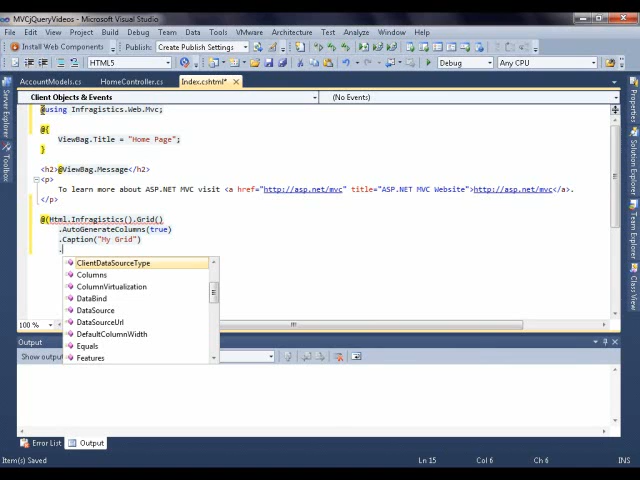 MVCjQueryVideos - Microsoft Visual Studio
File Edit View Project Build Debug Team Data Tools VMware Architecture Test Analyze Window Help
Install Web Components Publish: Create Publish Settings
HTML5 Debug Any CPU
AccountModels.cs HomeController.cs Index.cshtml*
Client Objects & Events (No Events)
@using Infragistics.Web.Mvc;
@{
ViewBag.Title = "Home Page";
}
<h2>@ViewBag.Message</h2>
<p>
To learn more about ASP.NET MVC visit <a href="http://asp.net/mvc" title="ASP.NET MVC Website">http://asp.net/mvc</a>.
</p>
@(Html.Infragistics().Grid()
.AutoGenerateColumns(true)
.Caption("My Grid")
.
ClientDataSourceType
Columns
ColumnVirtualization
DataBind
DataSource
DataSourceUrl
DefaultColumnWidth
Equals
Features
100 %
Output
Show outpu
Error List Output
Item(s) Saved Ln 15 Col 6 Ch 6 INS
Server Explorer
Toolbox
Properties
Solution Explorer
Team Explorer
Class View